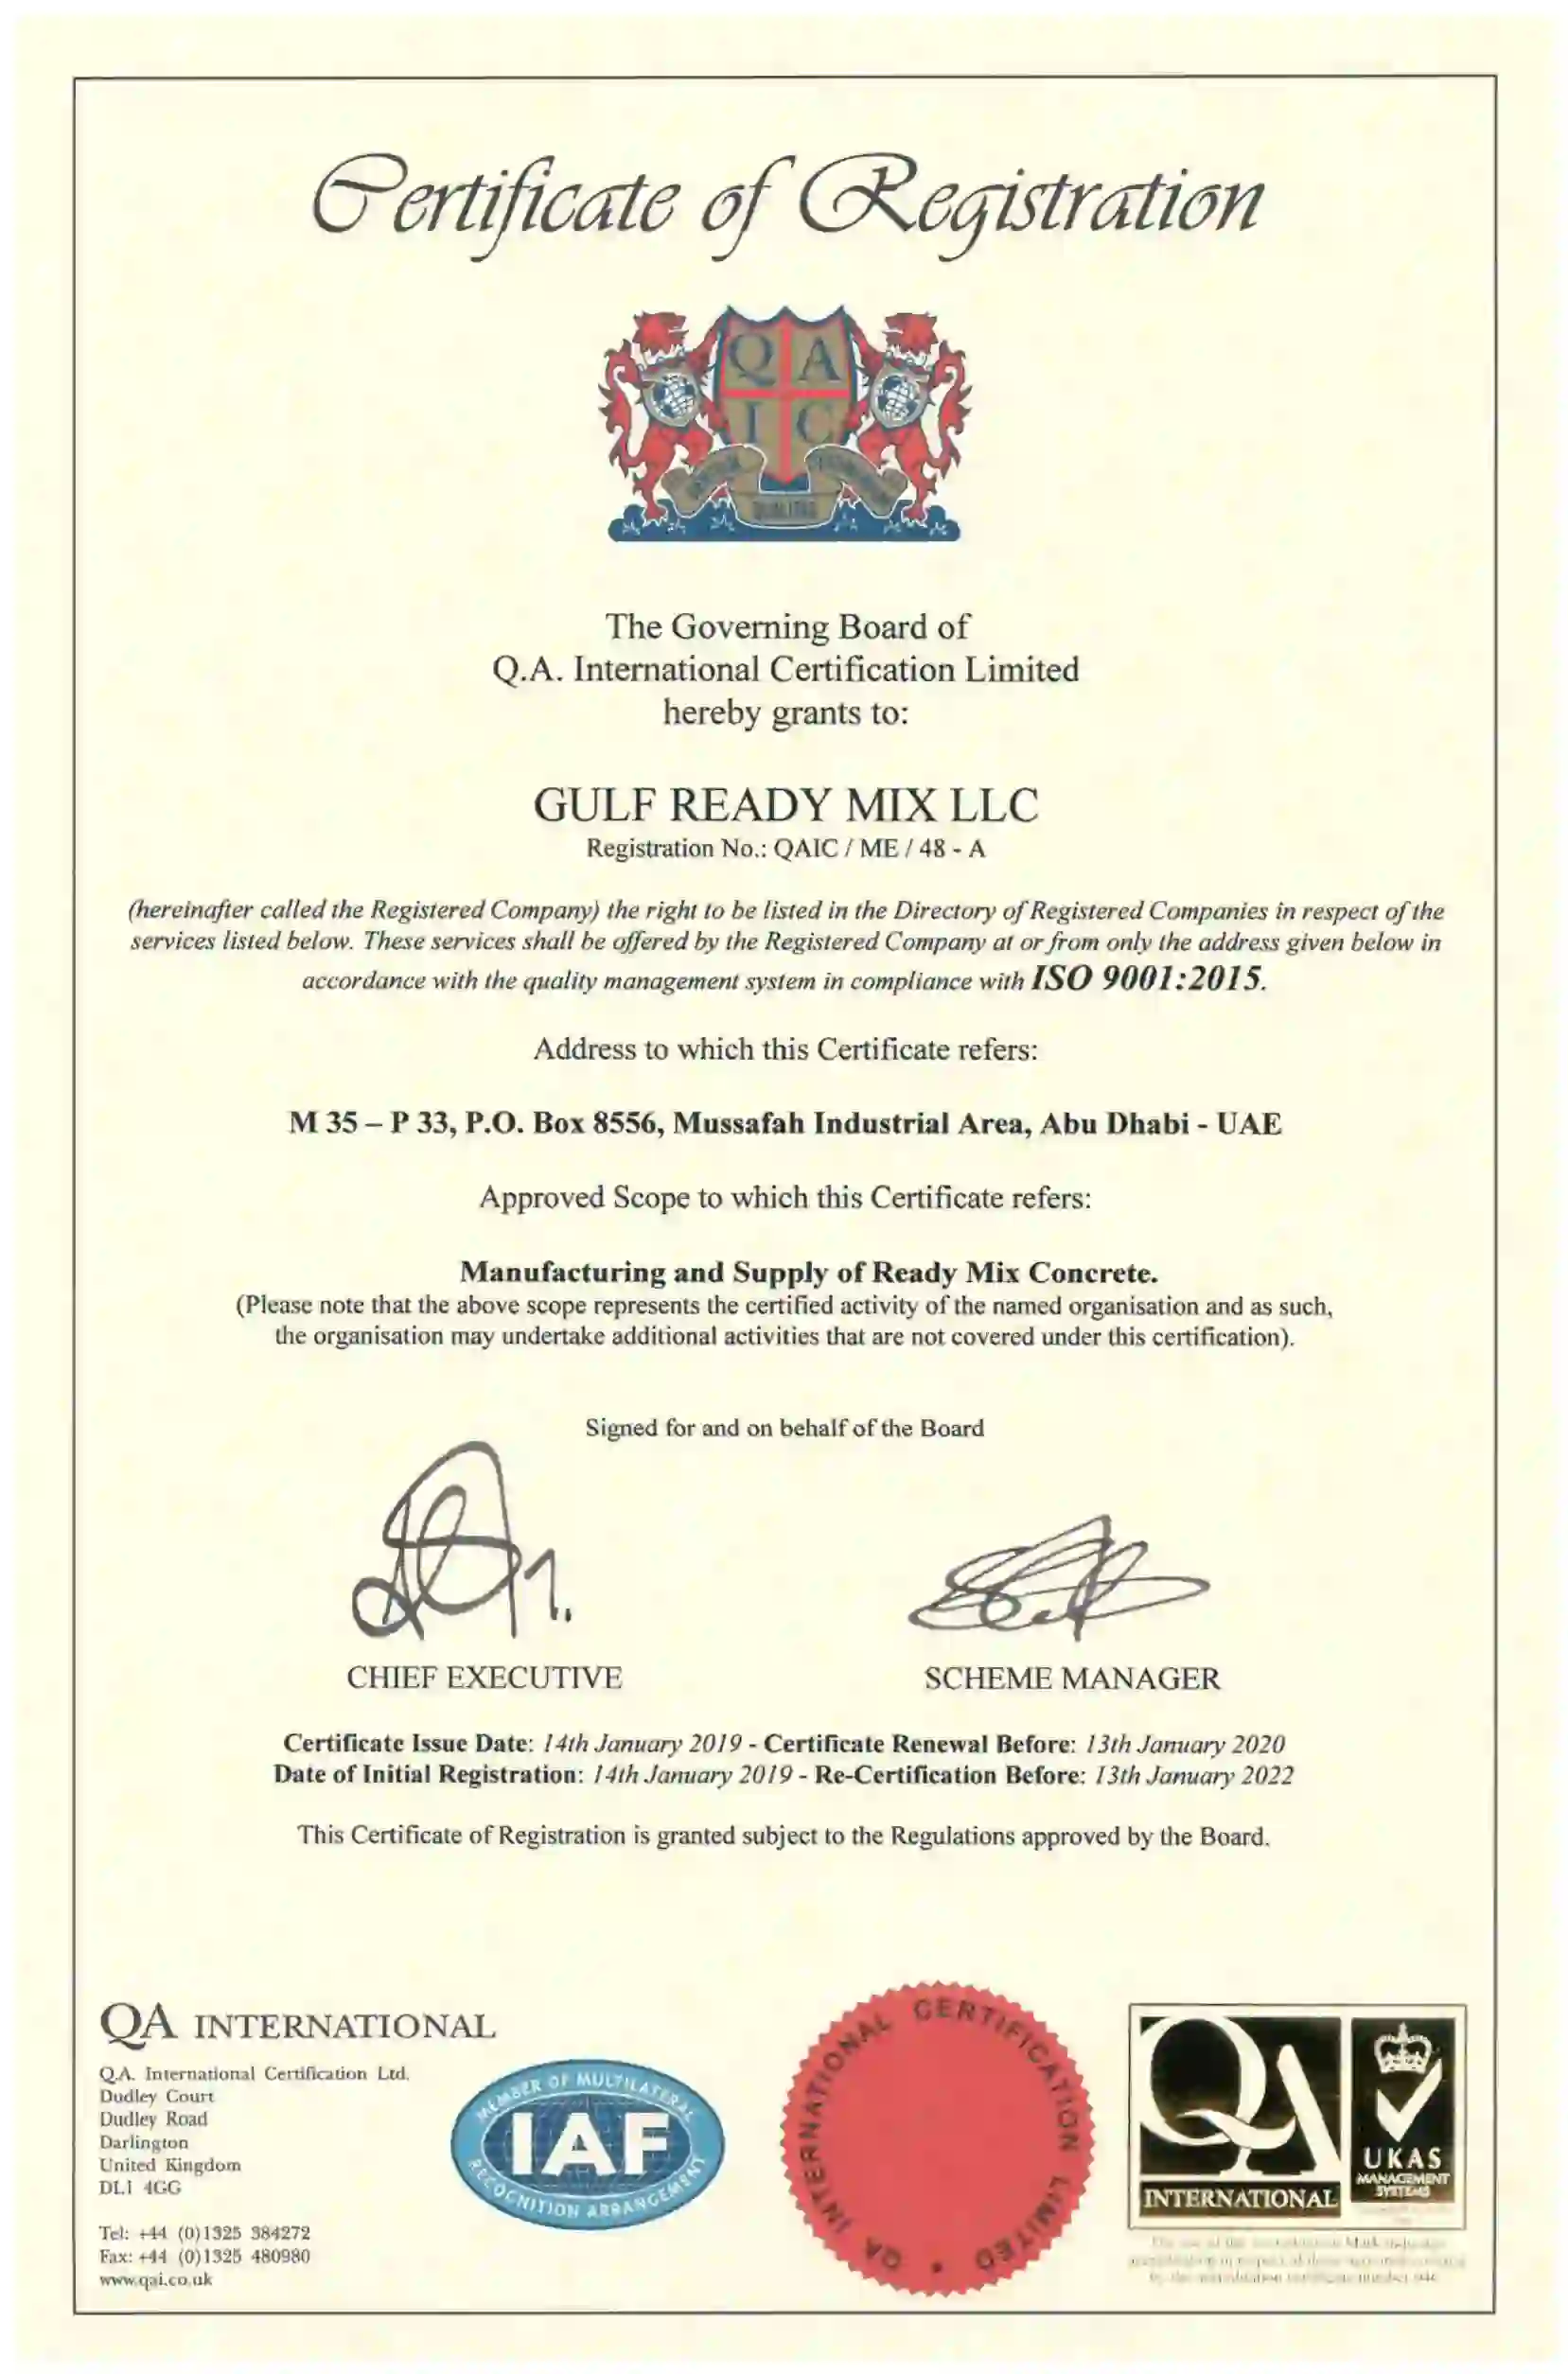 Certificate of Registration
Q A
I C
QUALITAS
The Governing Board of
Q.A. International Certification Limited
hereby grants to:
GULF READY MIX LLC
Registration No.: QAIC / ME / 48 - A
(hereinafter called the Registered Company) the right to be listed in the Directory of Registered Companies in respect of the
services listed below. These services shall be offered by the Registered Company at or from only the address given below in
accordance with the quality management system in compliance with ISO 9001:2015.
Address to which this Certificate refers:
M 35 – P 33, P.O. Box 8556, Mussafah Industrial Area, Abu Dhabi - UAE
Approved Scope to which this Certificate refers:
Manufacturing and Supply of Ready Mix Concrete.
(Please note that the above scope represents the certified activity of the named organisation and as such,
the organisation may undertake additional activities that are not covered under this certification).
Signed for and on behalf of the Board
CHIEF EXECUTIVE
SCHEME MANAGER
Certificate Issue Date: 14th January 2019 - Certificate Renewal Before: 13th January 2020
Date of Initial Registration: 14th January 2019 - Re-Certification Before: 13th January 2022
This Certificate of Registration is granted subject to the Regulations approved by the Board.
QA INTERNATIONAL
Q.A. International Certification Ltd.
Dudley Court
Dudley Road
Darlington
United Kingdom
DL1 4GG
Tel: +44 (0)1325 384272
Fax: +44 (0)1325 480980
www.qai.co.uk
MEMBER OF MULTILATERAL
IAF
RECOGNITION ARRANGEMENT
QA INTERNATIONAL CERTIFICATION LIMITED
QA
INTERNATIONAL
UKAS
MANAGEMENT
SYSTEMS